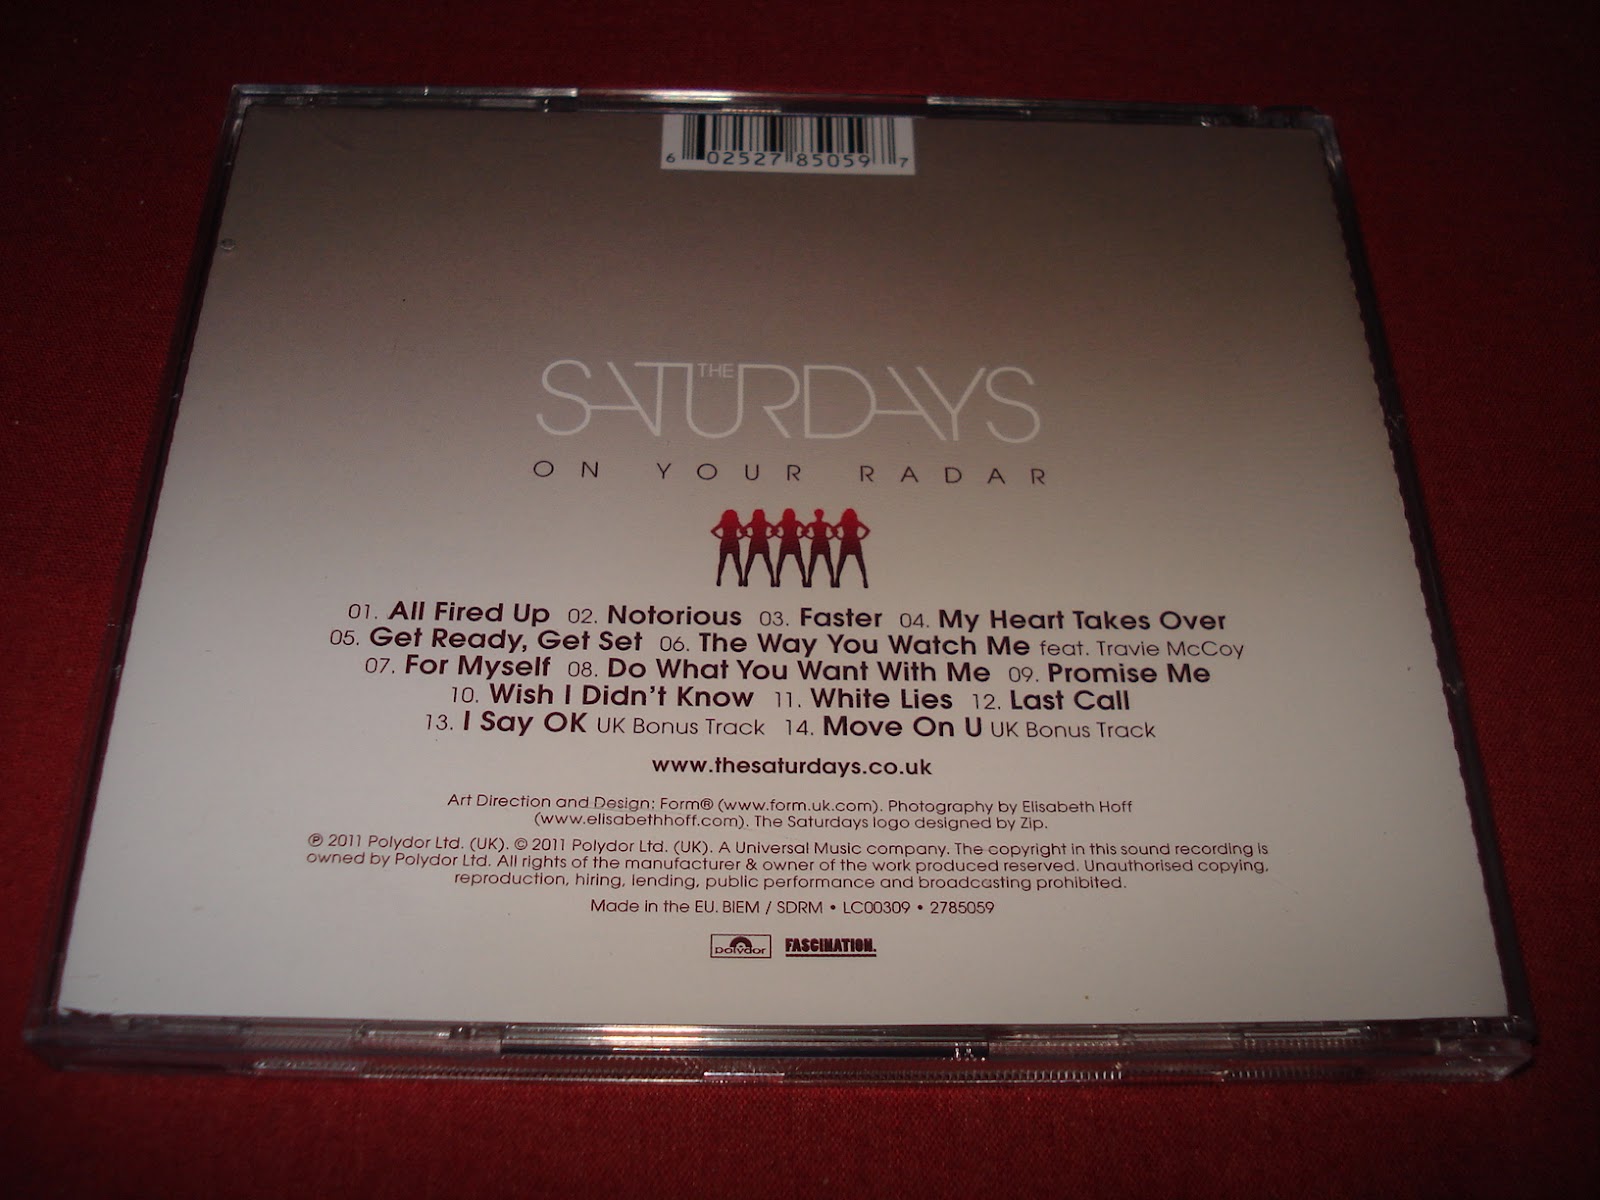 6 02527 85059 7
THE SATURDAYS
ON YOUR RADAR
01. All Fired Up 02. Notorious 03. Faster 04. My Heart Takes Over
05. Get Ready, Get Set 06. The Way You Watch Me feat. Travie McCoy
07. For Myself 08. Do What You Want With Me 09. Promise Me
10. Wish I Didn't Know 11. White Lies 12. Last Call
13. I Say OK UK Bonus Track 14. Move On U UK Bonus Track
www.thesaturdays.co.uk
Art Direction and Design: Form® (www.form.uk.com). Photography by Elisabeth Hoff
(www.elisabethhoff.com). The Saturdays logo designed by Zip.
℗ 2011 Polydor Ltd. (UK). © 2011 Polydor Ltd. (UK). A Universal Music company. The copyright in this sound recording is
owned by Polydor Ltd. All rights of the manufacturer & owner of the work produced reserved. Unauthorised copying,
reproduction, hiring, lending, public performance and broadcasting prohibited.
Made in the EU. BIEM / SDRM • LC00309 • 2785059
polydor FASCINATION.